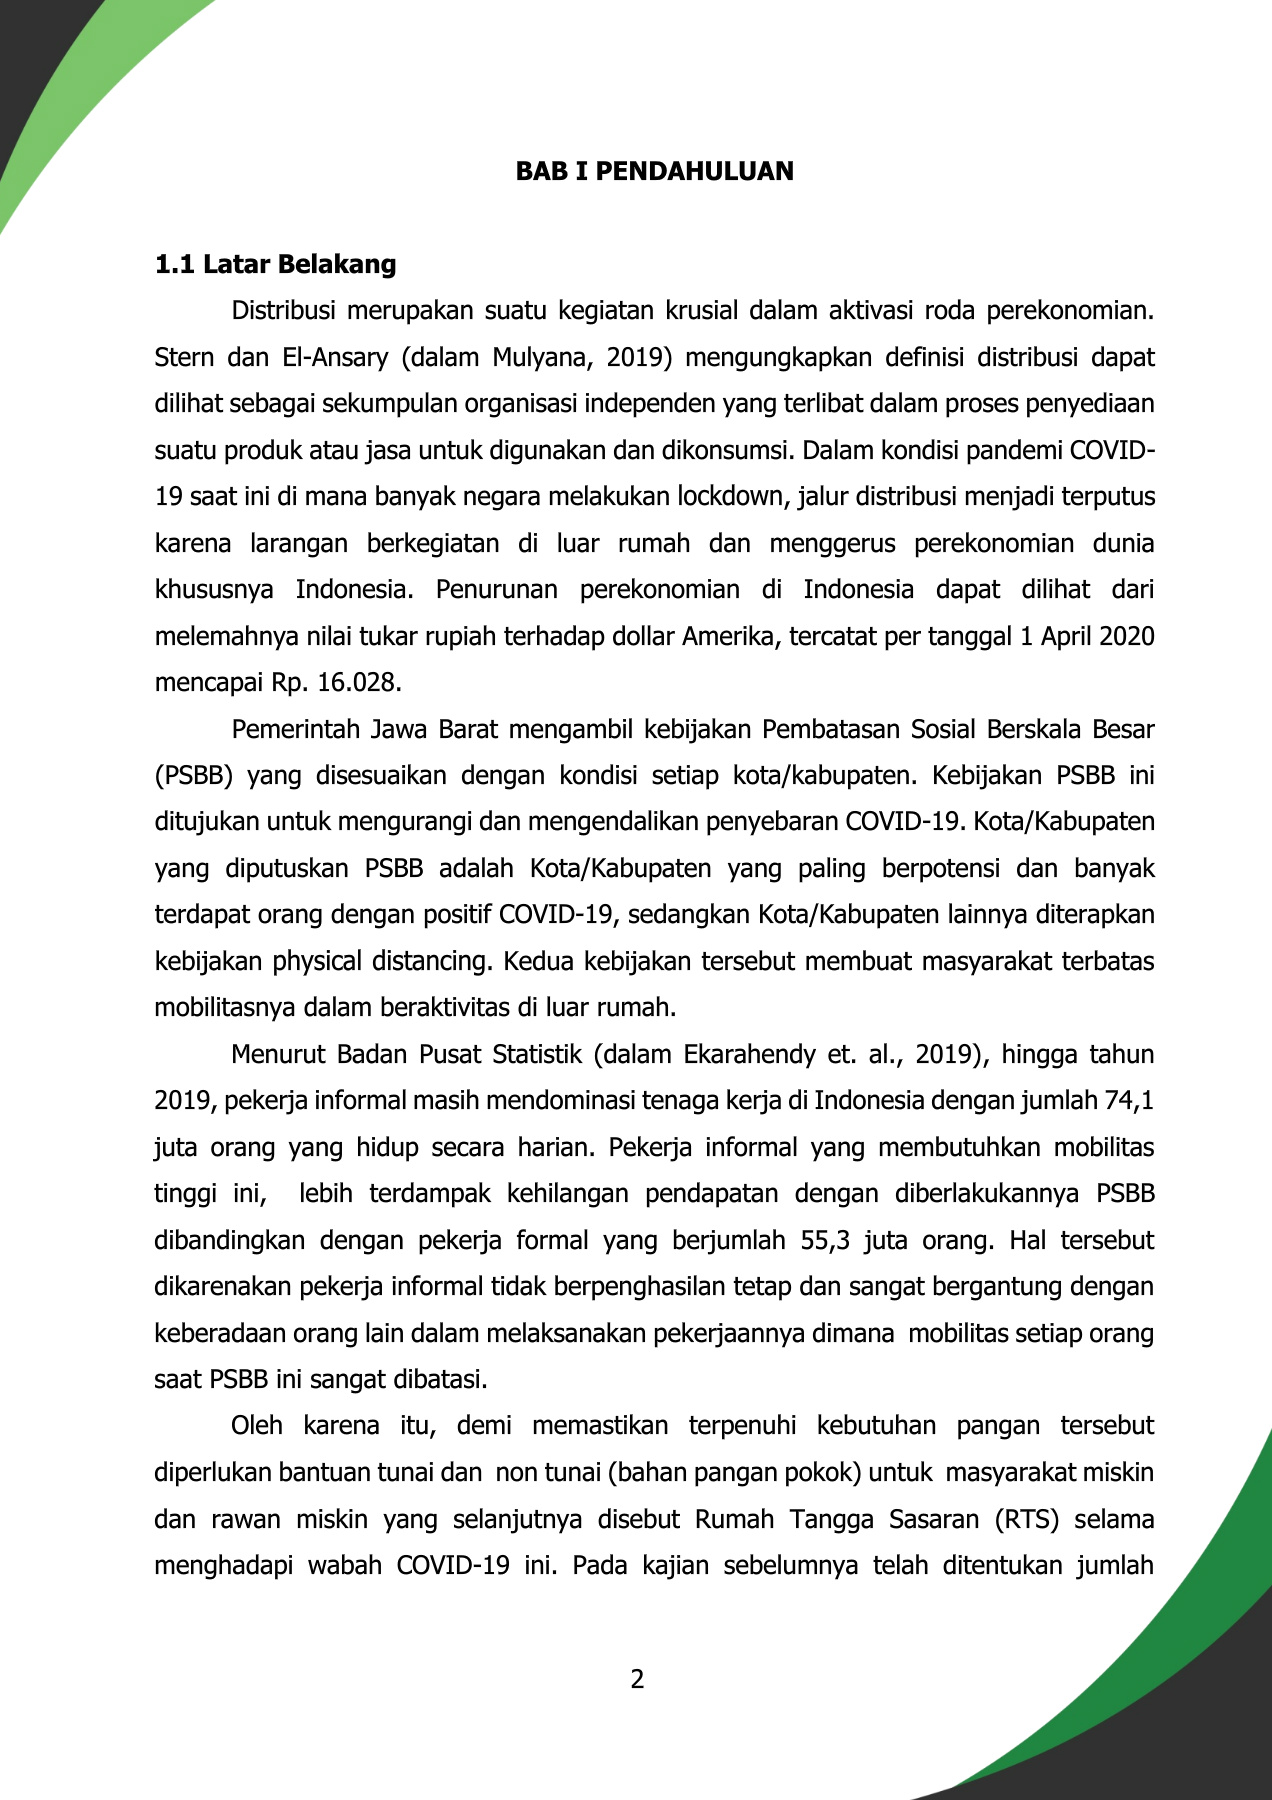 BAB I PENDAHULUAN
1.1 Latar Belakang
Distribusi merupakan suatu kegiatan krusial dalam aktivasi roda perekonomian.
Stern dan El-Ansary (dalam Mulyana, 2019) mengungkapkan definisi distribusi dapat
dilihat sebagai sekumpulan organisasi independen yang terlibat dalam proses penyediaan
suatu produk atau jasa untuk digunakan dan dikonsumsi. Dalam kondisi pandemi COVID-
19 saat ini di mana banyak negara melakukan lockdown, jalur distribusi menjadi terputus
karena larangan berkegiatan di luar rumah dan menggerus perekonomian dunia
khususnya Indonesia. Penurunan perekonomian di Indonesia dapat dilihat dari
melemahnya nilai tukar rupiah terhadap dollar Amerika, tercatat per tanggal 1 April 2020
mencapai Rp. 16.028.
Pemerintah Jawa Barat mengambil kebijakan Pembatasan Sosial Berskala Besar
(PSBB) yang disesuaikan dengan kondisi setiap kota/kabupaten. Kebijakan PSBB ini
ditujukan untuk mengurangi dan mengendalikan penyebaran COVID-19. Kota/Kabupaten
yang diputuskan PSBB adalah Kota/Kabupaten yang paling berpotensi dan banyak
terdapat orang dengan positif COVID-19, sedangkan Kota/Kabupaten lainnya diterapkan
kebijakan physical distancing. Kedua kebijakan tersebut membuat masyarakat terbatas
mobilitasnya dalam beraktivitas di luar rumah.
Menurut Badan Pusat Statistik (dalam Ekarahendy et. al., 2019), hingga tahun
2019, pekerja informal masih mendominasi tenaga kerja di Indonesia dengan jumlah 74,1
juta orang yang hidup secara harian. Pekerja informal yang membutuhkan mobilitas
tinggi ini, lebih terdampak kehilangan pendapatan dengan diberlakukannya PSBB
dibandingkan dengan pekerja formal yang berjumlah 55,3 juta orang. Hal tersebut
dikarenakan pekerja informal tidak berpenghasilan tetap dan sangat bergantung dengan
keberadaan orang lain dalam melaksanakan pekerjaannya dimana mobilitas setiap orang
saat PSBB ini sangat dibatasi.
Oleh karena itu, demi memastikan terpenuhi kebutuhan pangan tersebut
diperlukan bantuan tunai dan non tunai (bahan pangan pokok) untuk masyarakat miskin
dan rawan miskin yang selanjutnya disebut Rumah Tangga Sasaran (RTS) selama
menghadapi wabah COVID-19 ini. Pada kajian sebelumnya telah ditentukan jumlah
2